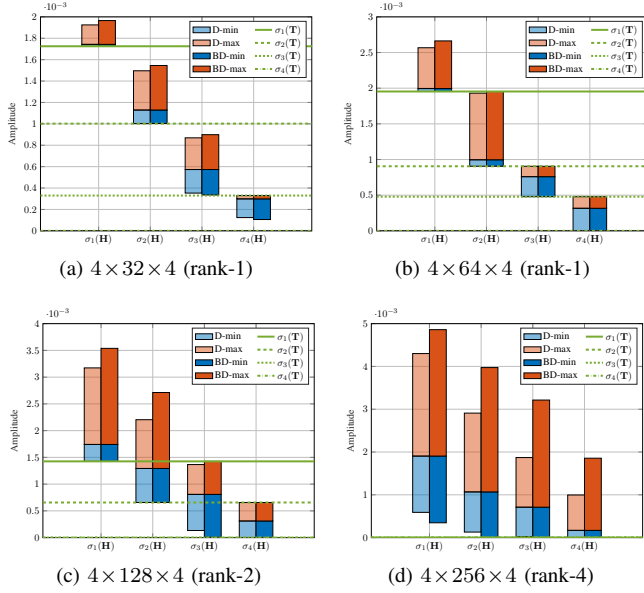 ·10⁻³
2
1.8
1.6
1.4
1.2
1
0.8
0.6
0.4
0.2
0
Amplitude
D-min
D-max
BD-min
BD-max
σ₁(T)
σ₂(T)
σ₃(T)
σ₄(T)
σ₁(H) σ₂(H) σ₃(H) σ₄(H)
(a) 4×32×4 (rank-1)
·10⁻³
3
2.5
2
1.5
1
0.5
0
Amplitude
D-min
D-max
BD-min
BD-max
σ₁(T)
σ₂(T)
σ₃(T)
σ₄(T)
σ₁(H) σ₂(H) σ₃(H) σ₄(H)
(b) 4×64×4 (rank-1)
·10⁻³
4
3.5
3
2.5
2
1.5
1
0.5
0
Amplitude
D-min
D-max
BD-min
BD-max
σ₁(T)
σ₂(T)
σ₃(T)
σ₄(T)
σ₁(H) σ₂(H) σ₃(H) σ₄(H)
(c) 4×128×4 (rank-2)
·10⁻³
5
4
3
2
1
0
Amplitude
D-min
D-max
BD-min
BD-max
σ₁(T)
σ₂(T)
σ₃(T)
σ₄(T)
σ₁(H) σ₂(H) σ₃(H) σ₄(H)
(d) 4×256×4 (rank-4)